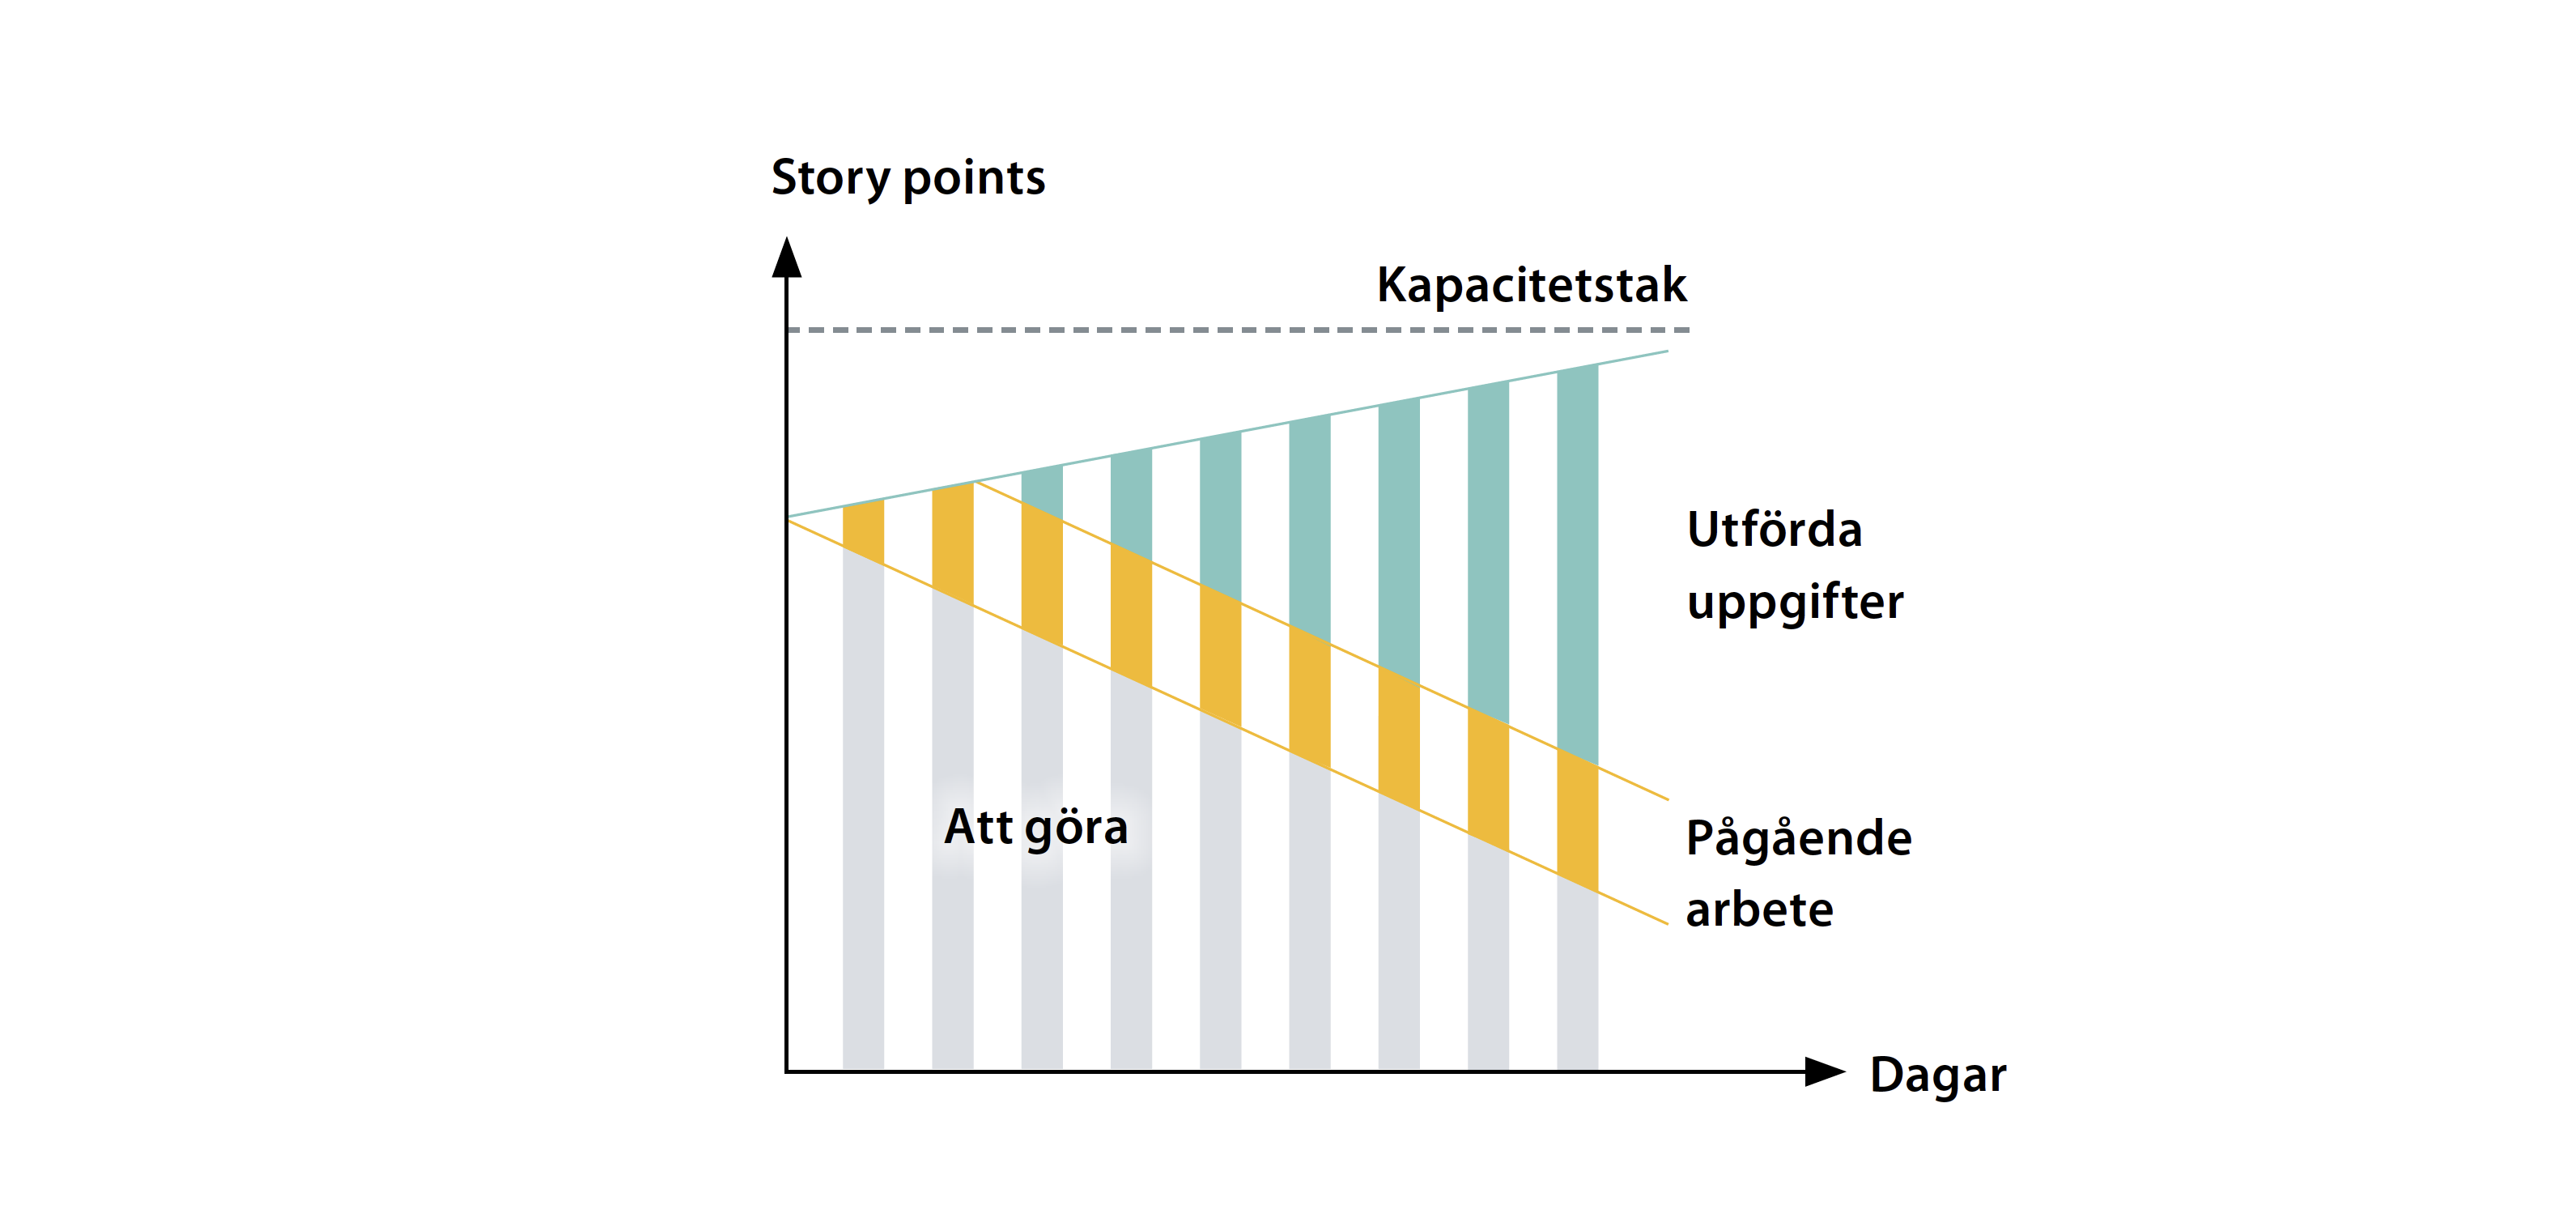 Story points
Kapacitetstak
Utförda
uppgifter
Att göra
Pågående
arbete
Dagar